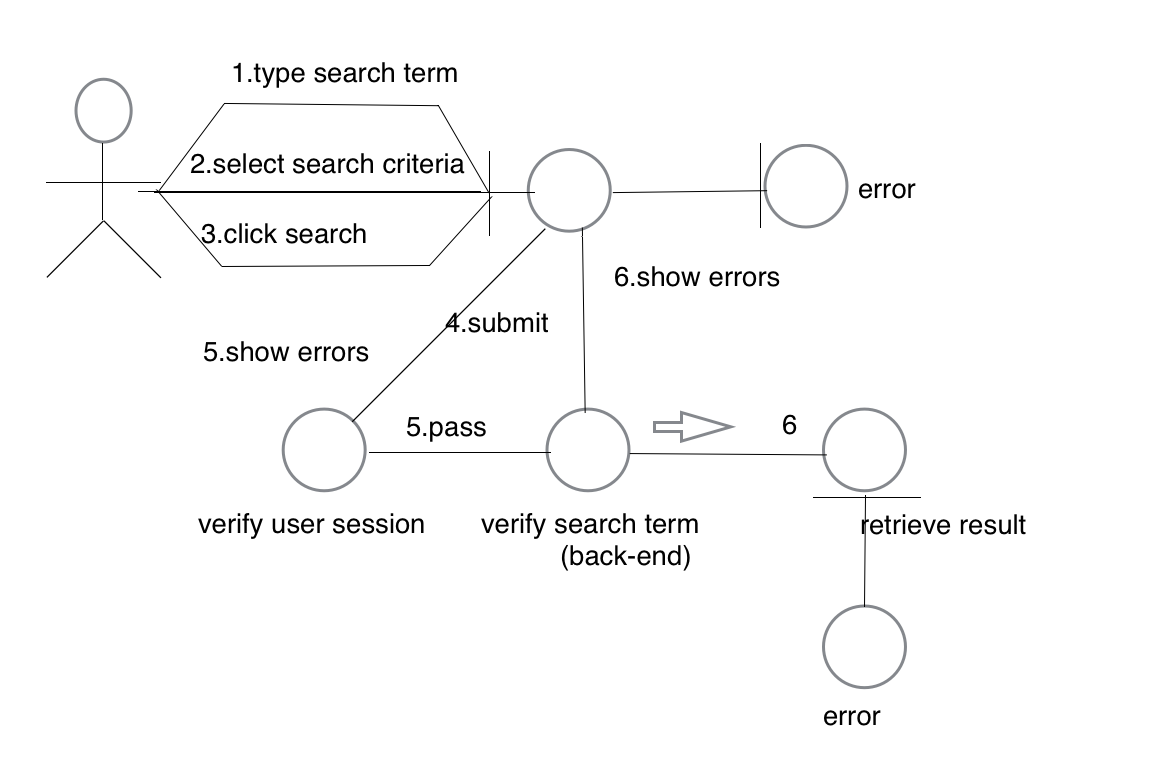 1.type search term
2.select search criteria
error
3.click search
6.show errors
4.submit
5.show errors
5.pass
6
verify user session
verify search term
(back-end)
retrieve result
error